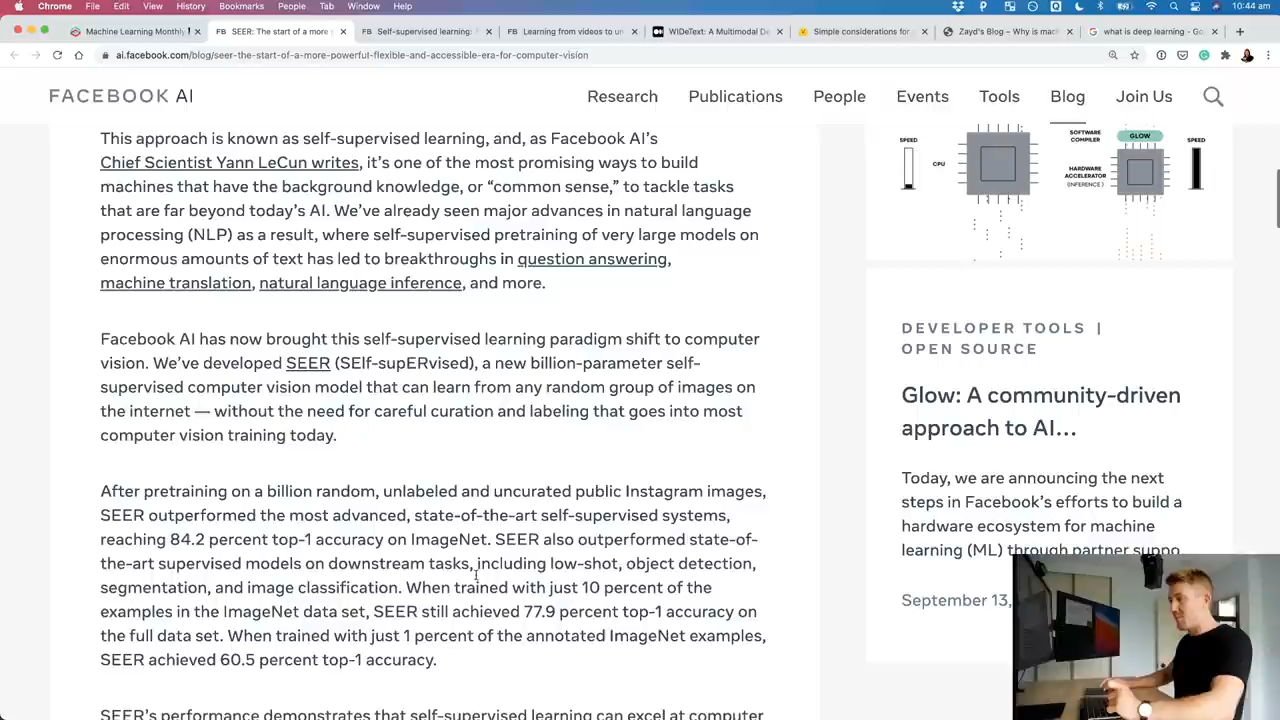 Chrome File Edit View History Bookmarks People Tab Window Help 10:44 am
Machine Learning Monthly
SEER: The start of a more
Self-supervised learning:
Learning from videos to un
WIDeText: A Multimodal De
Simple considerations for
Zayd's Blog – Why is mach
what is deep learning - Go
ai.facebook.com/blog/seer-the-start-of-a-more-powerful-flexible-and-accessible-era-for-computer-vision
FACEBOOK AI
Research Publications People Events Tools Blog Join Us
This approach is known as self-supervised learning, and, as Facebook AI's
Chief Scientist Yann LeCun writes, it's one of the most promising ways to build
machines that have the background knowledge, or “common sense,” to tackle tasks
that are far beyond today's AI. We've already seen major advances in natural language
processing (NLP) as a result, where self-supervised pretraining of very large models on
enormous amounts of text has led to breakthroughs in question answering,
machine translation, natural language inference, and more.
Facebook AI has now brought this self-supervised learning paradigm shift to computer
vision. We've developed SEER (SElf-supERvised), a new billion-parameter self-
supervised computer vision model that can learn from any random group of images on
the internet — without the need for careful curation and labeling that goes into most
computer vision training today.
After pretraining on a billion random, unlabeled and uncurated public Instagram images,
SEER outperformed the most advanced, state-of-the-art self-supervised systems,
reaching 84.2 percent top-1 accuracy on ImageNet. SEER also outperformed state-of-
the-art supervised models on downstream tasks, including low-shot, object detection,
segmentation, and image classification. When trained with just 10 percent of the
examples in the ImageNet data set, SEER still achieved 77.9 percent top-1 accuracy on
the full data set. When trained with just 1 percent of the annotated ImageNet examples,
SEER achieved 60.5 percent top-1 accuracy.
SEER's performance demonstrates that self-supervised learning can excel at computer
SPEED
CPU
SOFTWARE
COMPILER
GLOW
HARDWARE
ACCELERATOR
(INFERENCE)
SPEED
DEVELOPER TOOLS |
OPEN SOURCE
Glow: A community-driven
approach to AI...
Today, we are announcing the next
steps in Facebook's efforts to build a
hardware ecosystem for machine
learning (ML) through partner suppo
September 13,